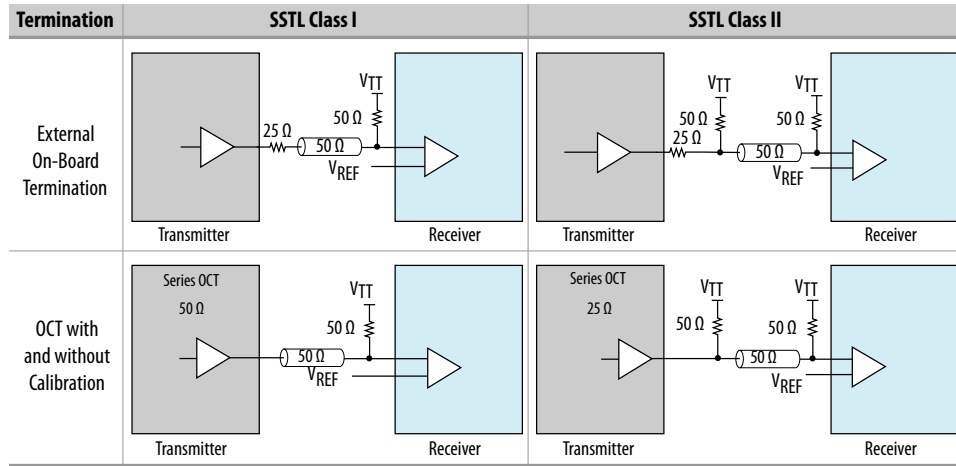 Termination SSTL Class I SSTL Class II
External
On-Board
Termination
VTT
50 Ω
25 Ω
50 Ω
VREF
Transmitter
Receiver
VTT
VTT
50 Ω
50 Ω
25 Ω
50 Ω
VREF
Transmitter
Receiver
OCT with
and without
Calibration
Series OCT
50 Ω
VTT
50 Ω
50 Ω
VREF
Transmitter
Receiver
Series OCT
25 Ω
VTT
VTT
50 Ω
50 Ω
50 Ω
VREF
Transmitter
Receiver